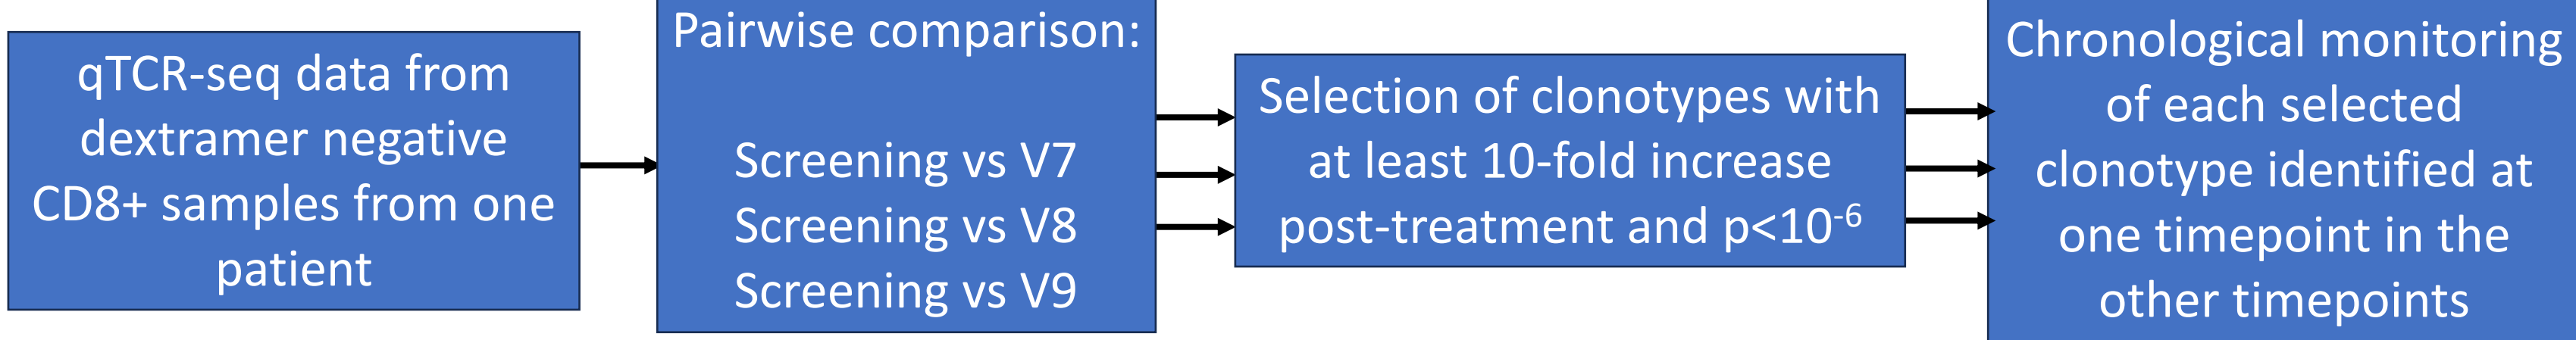 qTCR-seq data from
dextramer negative
CD8+ samples from one
patient
Pairwise comparison:
Screening vs V7
Screening vs V8
Screening vs V9
Selection of clonotypes with
at least 10-fold increase
post-treatment and p<10⁻⁶
Chronological monitoring
of each selected
clonotype identified at
one timepoint in the
other timepoints